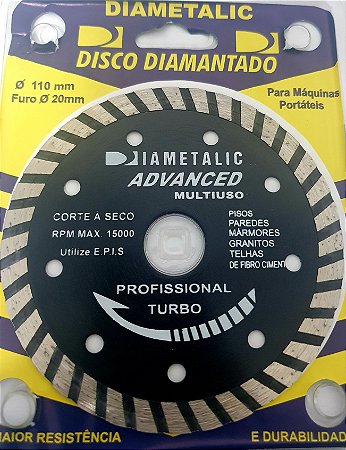 DIAMETALIC
DISCO DIAMANTADO
Ø 110 mm
Furo Ø 20mm
Para Máquinas
Portáteis
DIAMETALIC
ADVANCED
MULTIUSO
CORTE A SECO
RPM MAX. 15000
Utilize E.P.I.S
PISOS
PAREDES
MÁRMORES
GRANITOS
TELHAS
DE FIBRO CIMENT
PROFISSIONAL
TURBO
AIOR RESISTÊNCIA
E DURABILIDAD